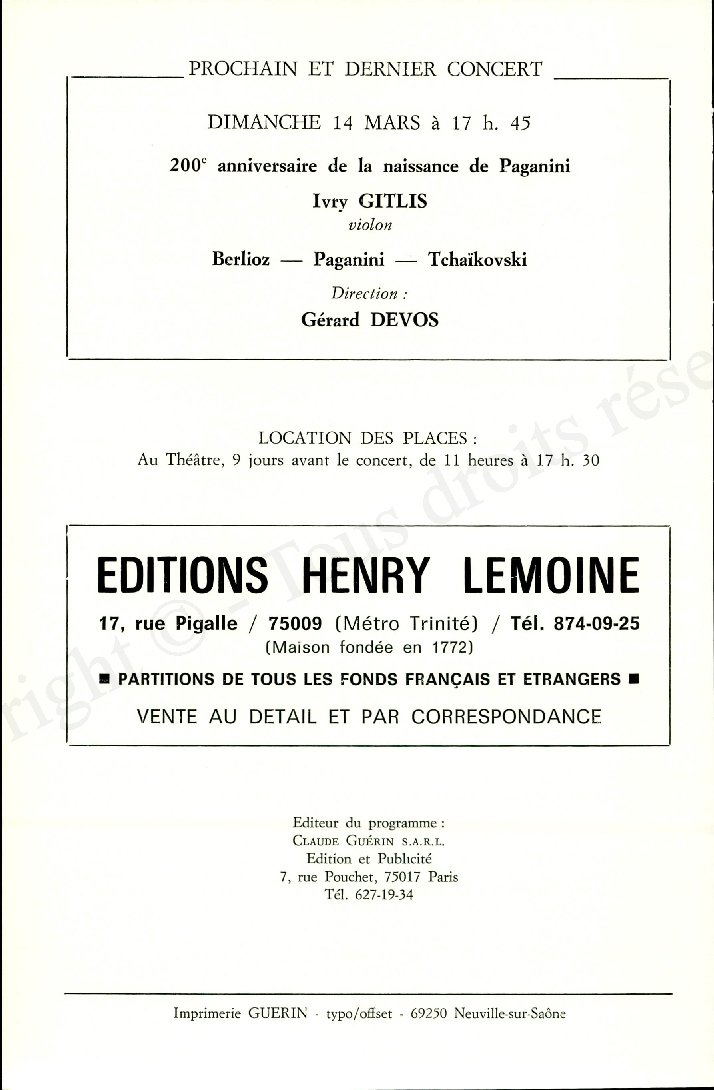 PROCHAIN ET DERNIER CONCERT
DIMANCHE 14 MARS à 17 h. 45
200e anniversaire de la naissance de Paganini
Ivry GITLIS
violon
Berlioz — Paganini — Tchaïkovski
Direction :
Gérard DEVOS
LOCATION DES PLACES :
Au Théâtre, 9 jours avant le concert, de 11 heures à 17 h. 30
EDITIONS HENRY LEMOINE
17, rue Pigalle / 75009 (Métro Trinité) / Tél. 874-09-25
(Maison fondée en 1772)
■ PARTITIONS DE TOUS LES FONDS FRANÇAIS ET ETRANGERS ■
VENTE AU DETAIL ET PAR CORRESPONDANCE
Editeur du programme :
CLAUDE GUÉRIN S.A.R.L.
Edition et Publicité
7, rue Pouchet, 75017 Paris
Tél. 627-19-34
Imprimerie GUERIN - typo/offset - 69250 Neuville-sur-Saône
right © - Tous droits rése